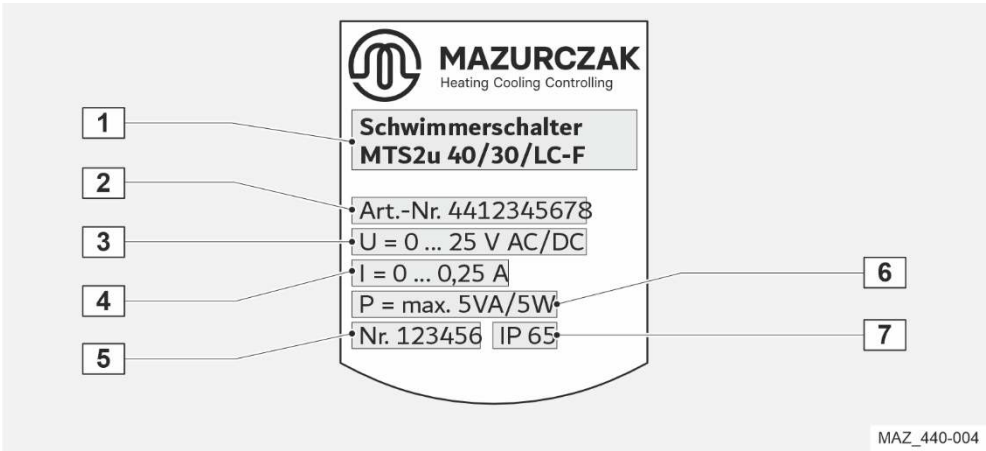 MAZURCZAK
Heating Cooling Controlling
1
Schwimmerschalter
MTS2u 40/30/LC-F
2
Art.-Nr. 4412345678
3
U = 0 ... 25 V AC/DC
4
I = 0 ... 0,25 A
6
P = max. 5VA/5W
5
Nr. 123456 IP 65
7
MAZ_440-004